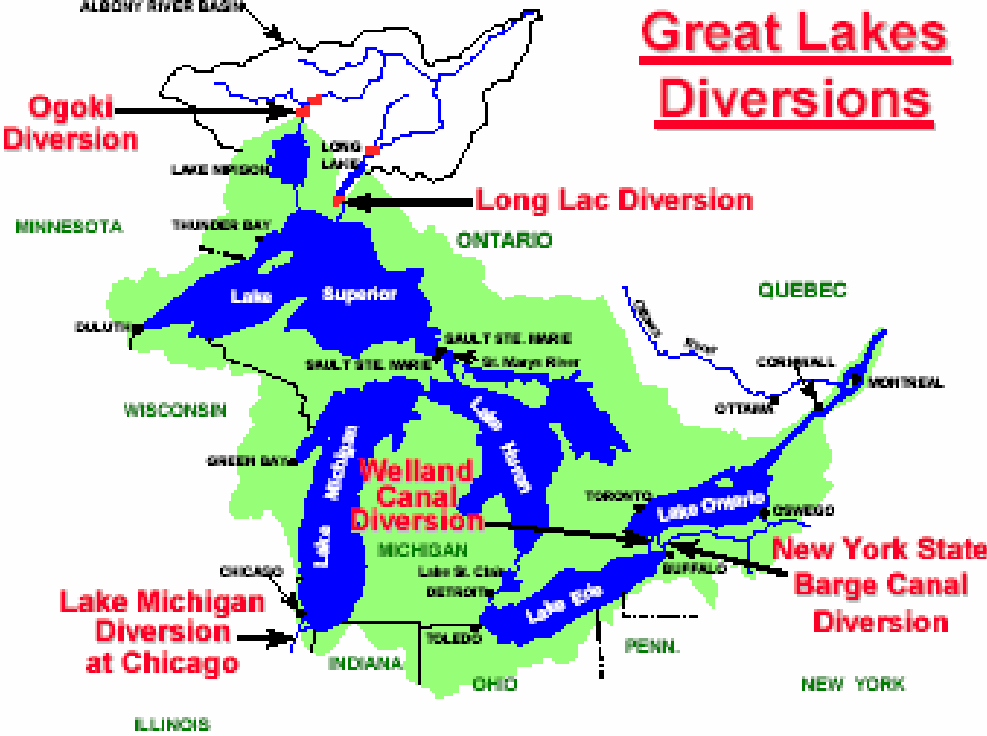 ALBONY RIVER BASIN
Great Lakes
Diversions
Ogoki
Diversion
LONG
LAKE
LAKE NIPIGON
Long Lac Diversion
MINNESOTA
THUNDER BAY
ONTARIO
QUEBEC
Lake Superior
DULUTH
Ottawa River
SAULT STE. MARIE
SAULT STE. MARIE
St. Marys River
CORNWALL
MONTREAL
OTTAWA
WISCONSIN
Lake Michigan
Lake Huron
GREEN BAY
Welland
Canal
Diversion
TORONTO
Lake Ontario
OSWEGO
MICHIGAN
New York State
Barge Canal
Diversion
CHICAGO
Lake St. Clair
BUFFALO
DETROIT
Lake Erie
Lake Michigan
Diversion
at Chicago
TOLEDO
PENN.
INDIANA
OHIO
NEW YORK
ILLINOIS